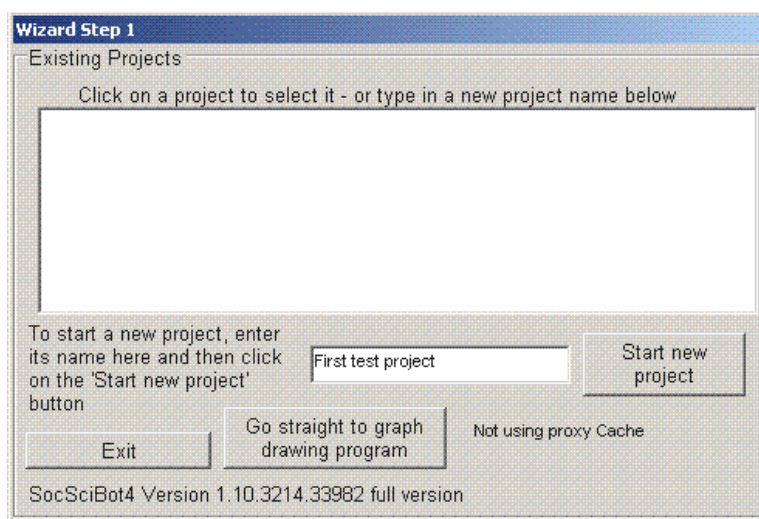 Wizard Step 1
Existing Projects
Click on a project to select it - or type in a new project name below
To start a new project, enter
its name here and then click
on the 'Start new project'
button
First test project
Start new
project
Exit
Go straight to graph
drawing program
Not using proxy Cache
SocSciBot4 Version 1.10.3214.33982 full version